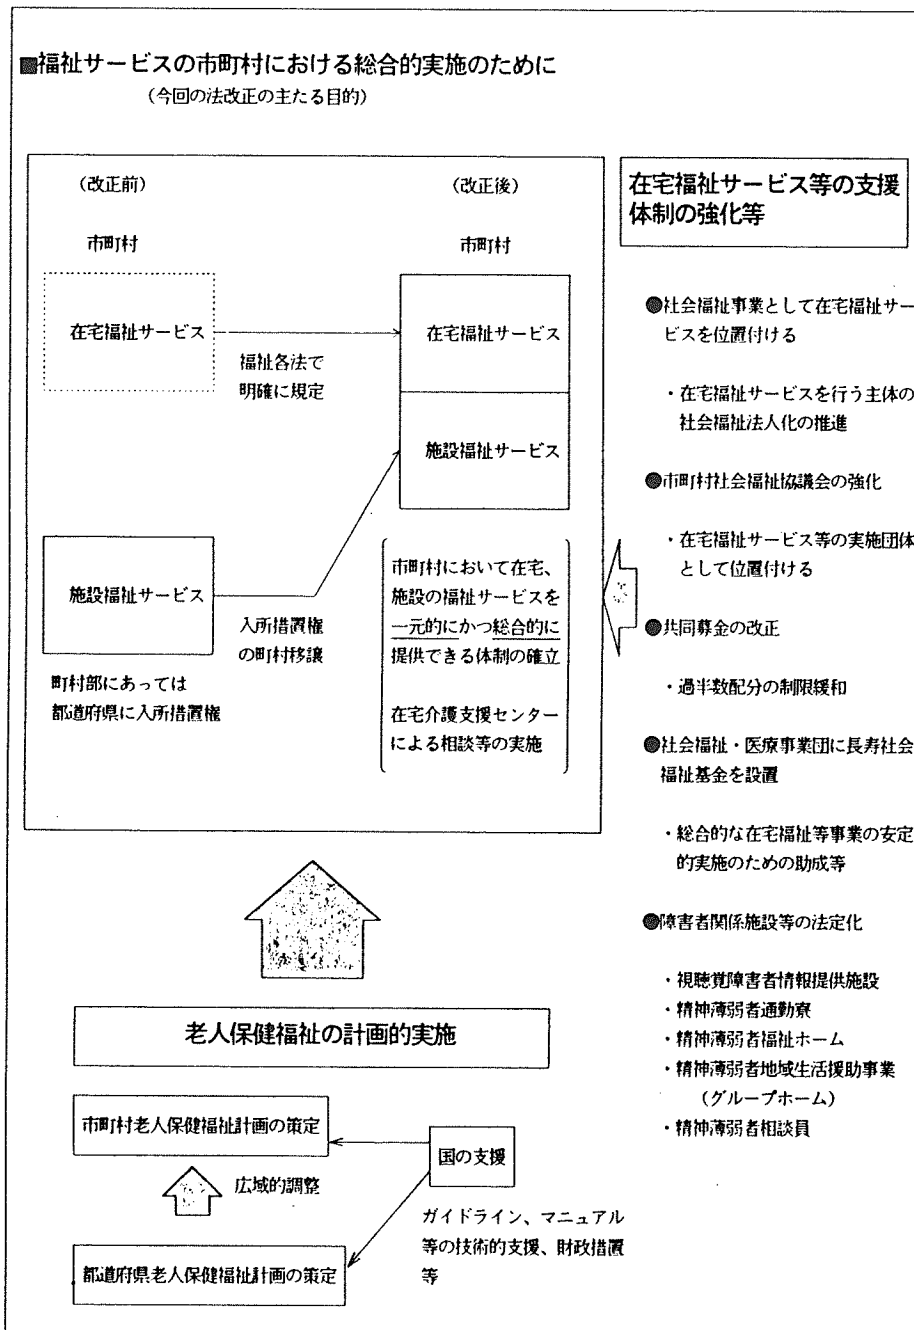 ■福祉サービスの市町村における総合的実施のために
（今回の法改正の主たる目的）
（改正前）
（改正後）
市町村
市町村
在宅福祉サービス
在宅福祉サービス
福祉各法で
明確に規定
施設福祉サービス
施設福祉サービス
入所措置権
の町村移譲
町村部にあっては
都道府県に入所措置権
市町村において在宅、
施設の福祉サービスを
一元的にかつ総合的に
提供できる体制の確立
在宅介護支援センター
による相談等の実施
在宅福祉サービス等の支援
体制の強化等
●社会福祉事業として在宅福祉サー
ビスを位置付ける
・在宅福祉サービスを行う主体の
社会福祉法人化の推進
●市町村社会福祉協議会の強化
・在宅福祉サービス等の実施団体
として位置付ける
●共同募金の改正
・過半数配分の制限緩和
●社会福祉・医療事業団に長寿社会
福祉基金を設置
・総合的な在宅福祉等事業の安定
的実施のための助成等
●障害者関係施設等の法定化
・視聴覚障害者情報提供施設
・精神薄弱者通勤寮
・精神薄弱者福祉ホーム
・精神薄弱者地域生活援助事業
（グループホーム）
・精神薄弱者相談員
老人保健福祉の計画的実施
市町村老人保健福祉計画の策定
広域的調整
国の支援
都道府県老人保健福祉計画の策定
ガイドライン、マニュアル
等の技術的支援、財政措置
等